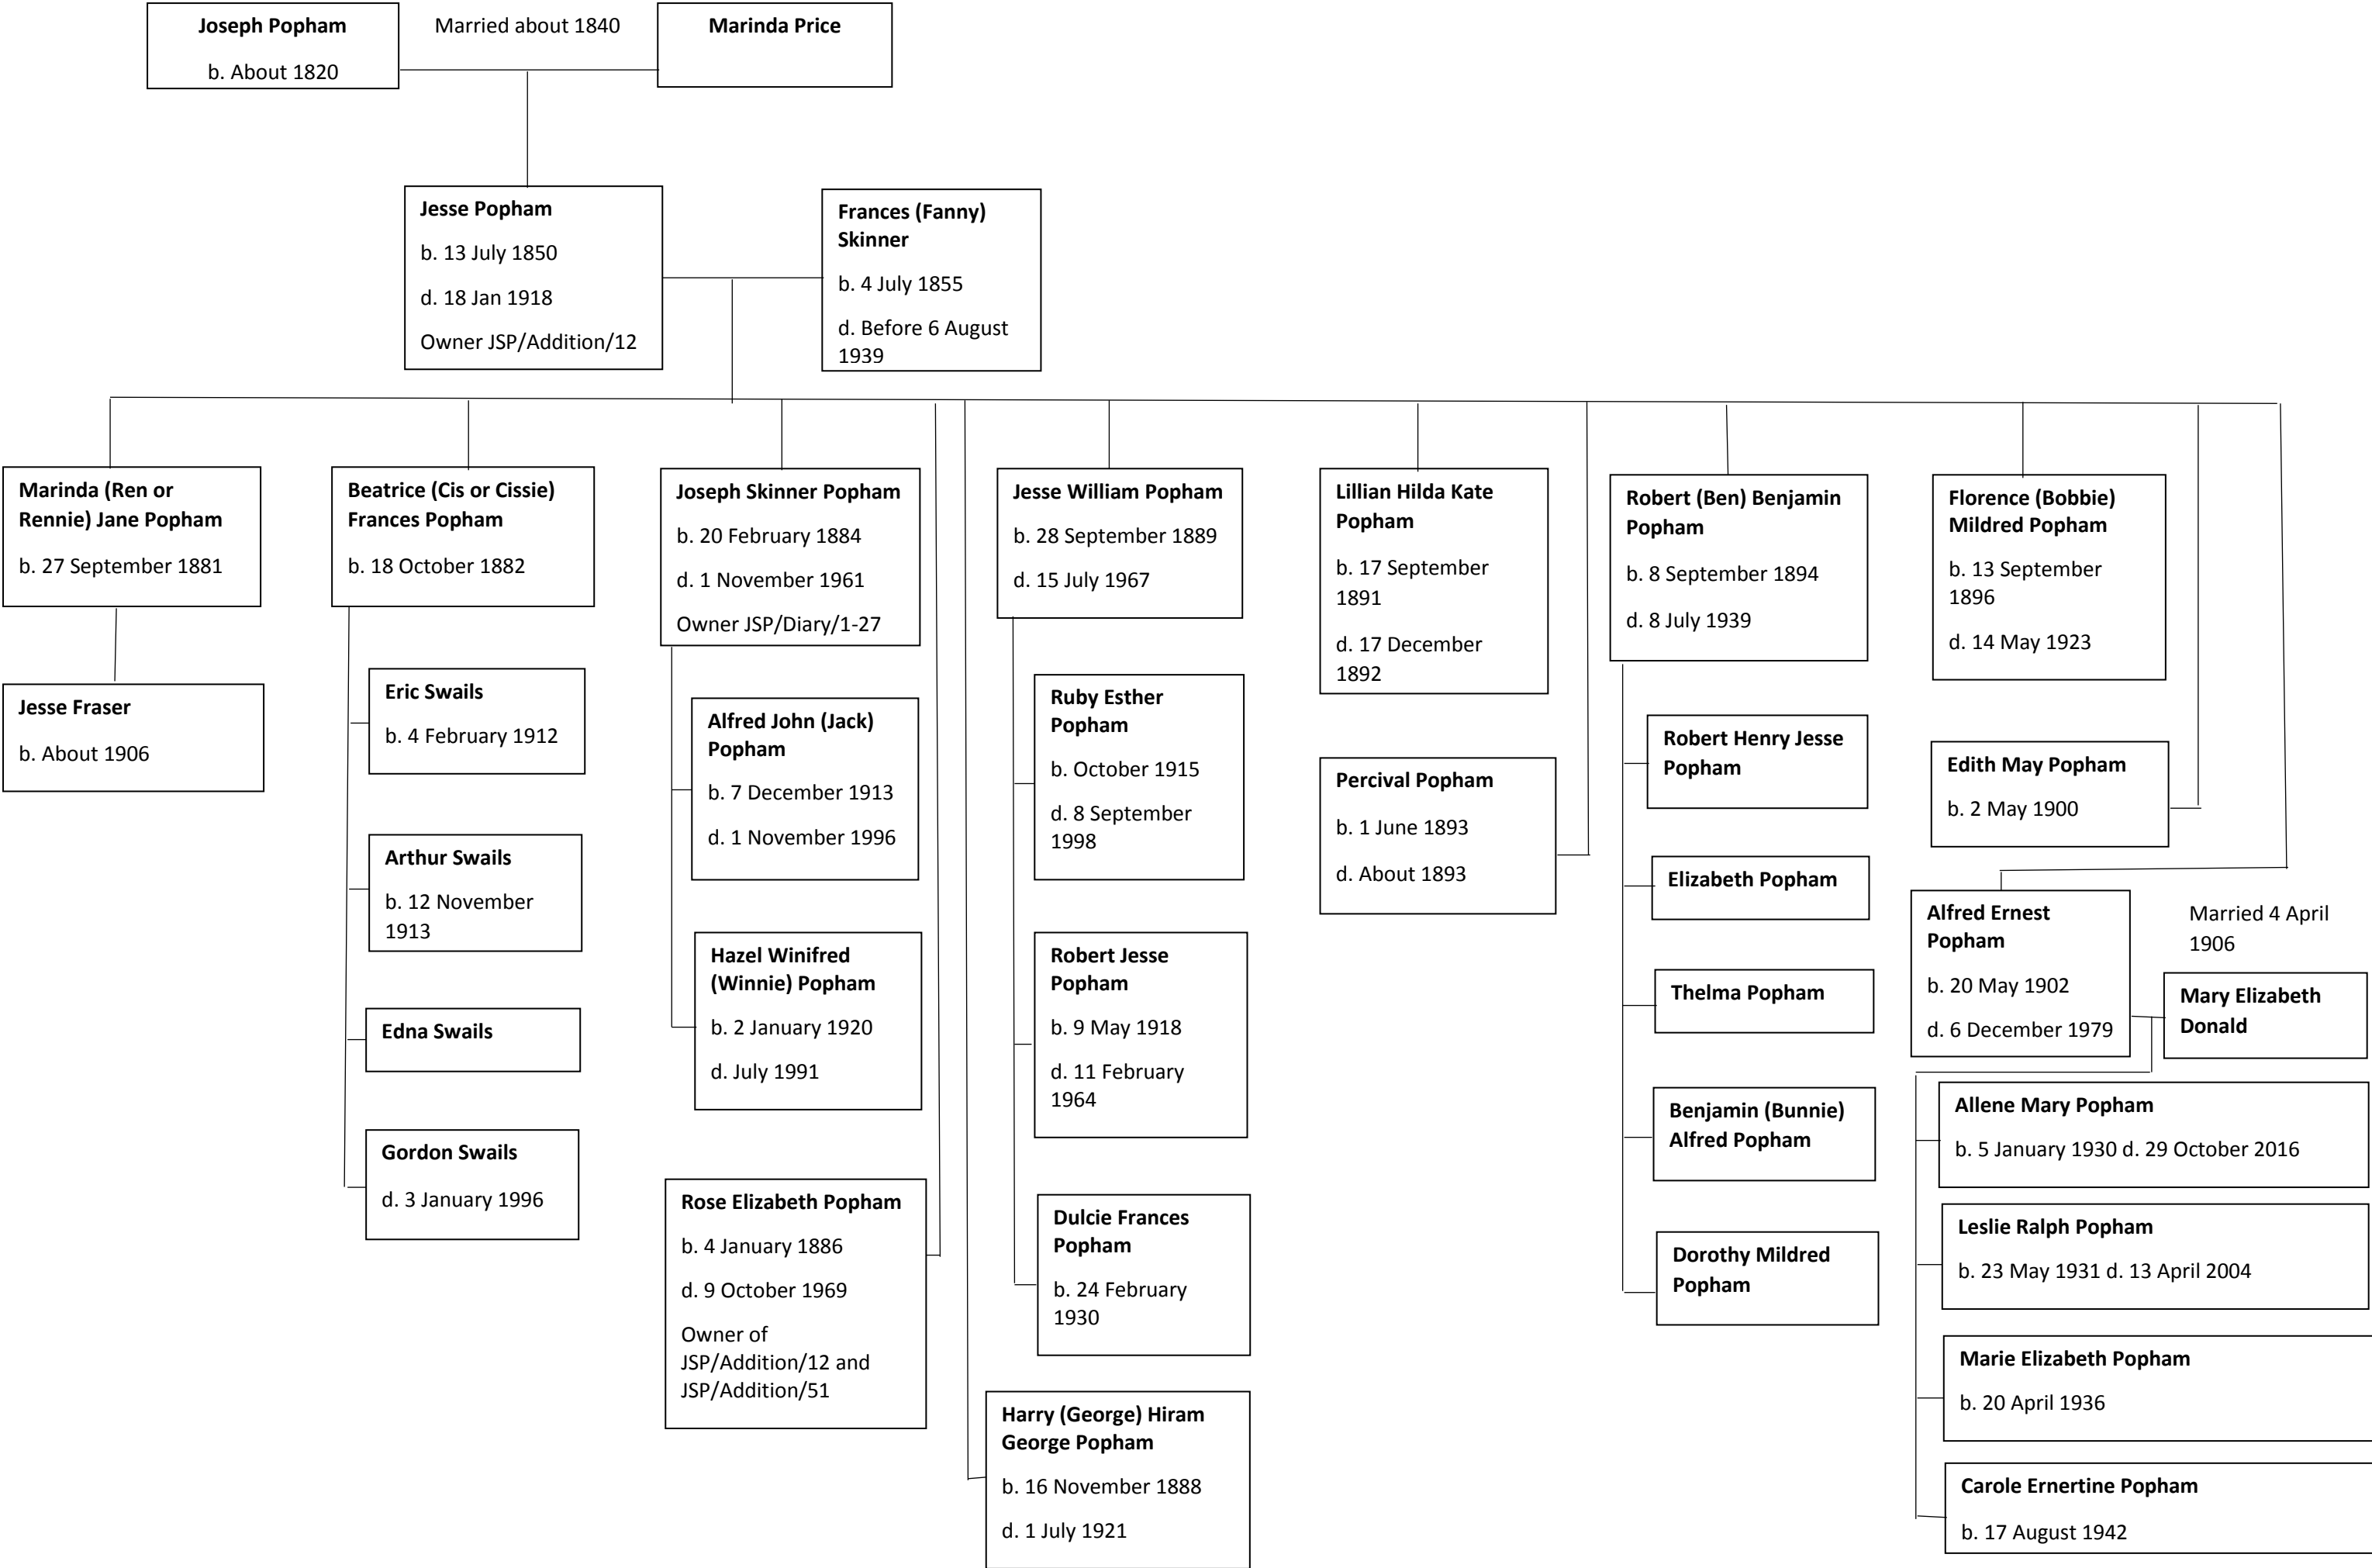 Joseph Popham
b. About 1820
Married about 1840
Marinda Price
Jesse Popham
b. 13 July 1850
d. 18 Jan 1918
Owner JSP/Addition/12
Frances (Fanny)
Skinner
b. 4 July 1855
d. Before 6 August
1939
Marinda (Ren or
Rennie) Jane Popham
b. 27 September 1881
Jesse Fraser
b. About 1906
Beatrice (Cis or Cissie)
Frances Popham
b. 18 October 1882
Eric Swails
b. 4 February 1912
Arthur Swails
b. 12 November
1913
Edna Swails
Gordon Swails
d. 3 January 1996
Joseph Skinner Popham
b. 20 February 1884
d. 1 November 1961
Owner JSP/Diary/1-27
Alfred John (Jack)
Popham
b. 7 December 1913
d. 1 November 1996
Hazel Winifred
(Winnie) Popham
b. 2 January 1920
d. July 1991
Rose Elizabeth Popham
b. 4 January 1886
d. 9 October 1969
Owner of
JSP/Addition/12 and
JSP/Addition/51
Jesse William Popham
b. 28 September 1889
d. 15 July 1967
Ruby Esther
Popham
b. October 1915
d. 8 September
1998
Robert Jesse
Popham
b. 9 May 1918
d. 11 February
1964
Dulcie Frances
Popham
b. 24 February
1930
Harry (George) Hiram
George Popham
b. 16 November 1888
d. 1 July 1921
Lillian Hilda Kate
Popham
b. 17 September
1891
d. 17 December
1892
Percival Popham
b. 1 June 1893
d. About 1893
Robert (Ben) Benjamin
Popham
b. 8 September 1894
d. 8 July 1939
Robert Henry Jesse
Popham
Elizabeth Popham
Thelma Popham
Benjamin (Bunnie)
Alfred Popham
Dorothy Mildred
Popham
Florence (Bobbie)
Mildred Popham
b. 13 September
1896
d. 14 May 1923
Edith May Popham
b. 2 May 1900
Alfred Ernest
Popham
b. 20 May 1902
d. 6 December 1979
Married 4 April
1906
Mary Elizabeth
Donald
Allene Mary Popham
b. 5 January 1930 d. 29 October 2016
Leslie Ralph Popham
b. 23 May 1931 d. 13 April 2004
Marie Elizabeth Popham
b. 20 April 1936
Carole Ernertine Popham
b. 17 August 1942